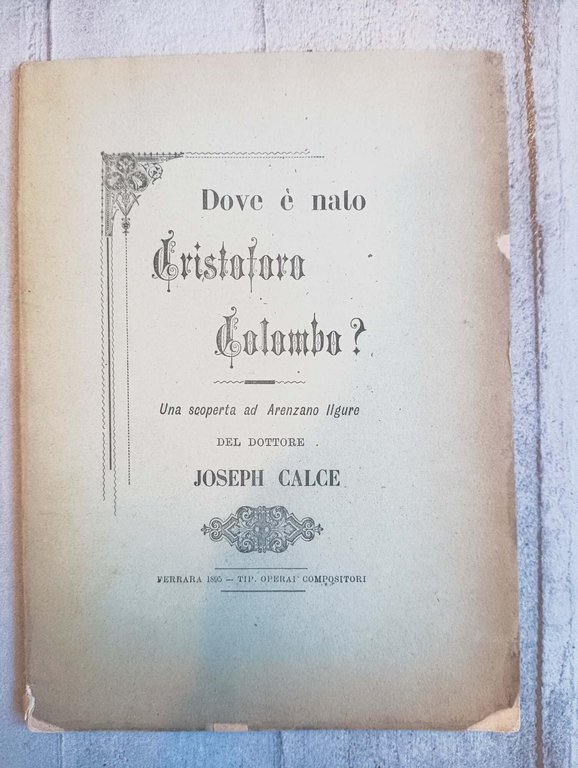 Dove è nato
Cristoforo
Colombo?
Una scoperta ad Arenzano ligure
DEL DOTTORE
JOSEPH CALCE
FERRARA 1895 — TIP. OPERAI COMPOSITORI